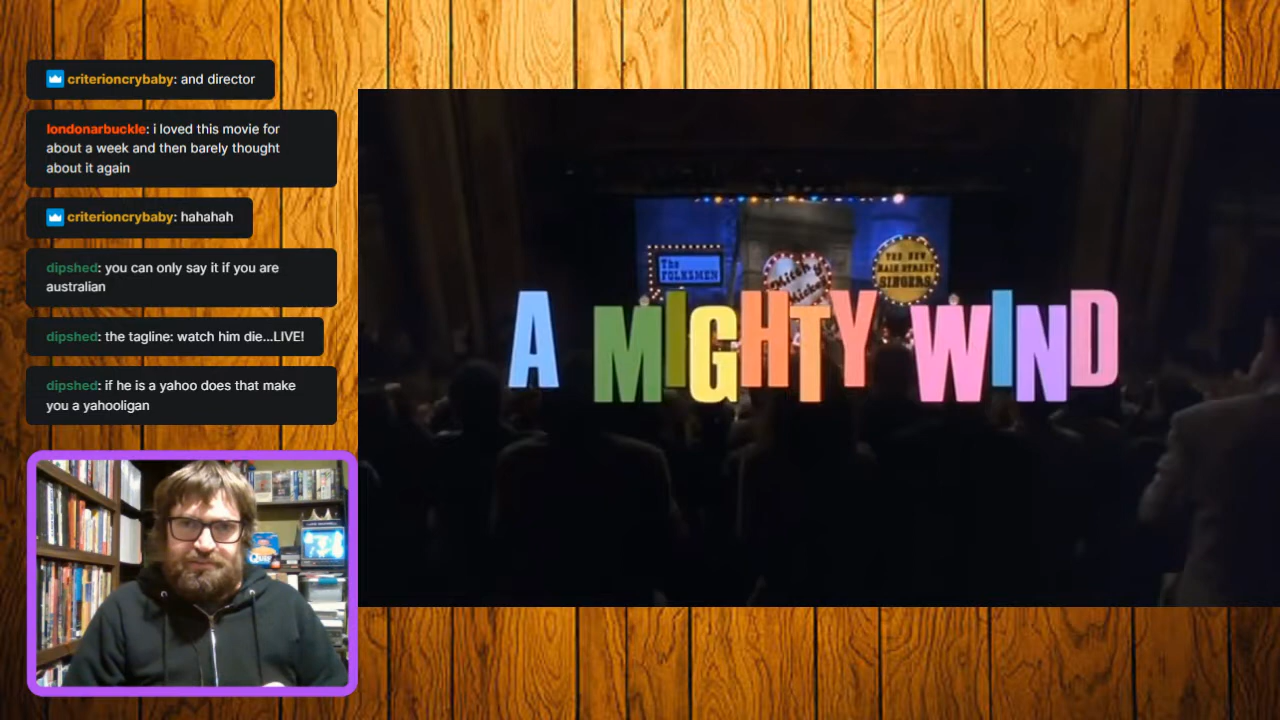 criterioncrybaby: and director
londonarbuckle: i loved this movie for
about a week and then barely thought
about it again
criterioncrybaby: hahahah
dipshed: you can only say it if you are
australian
dipshed: the tagline: watch him die...LIVE!
dipshed: if he is a yahoo does that make
you a yahooligan
The
FOLKSMEN
Mitch
Mickey
THE NEW
MAIN STREET
SINGERS
A MIGHTY WIND